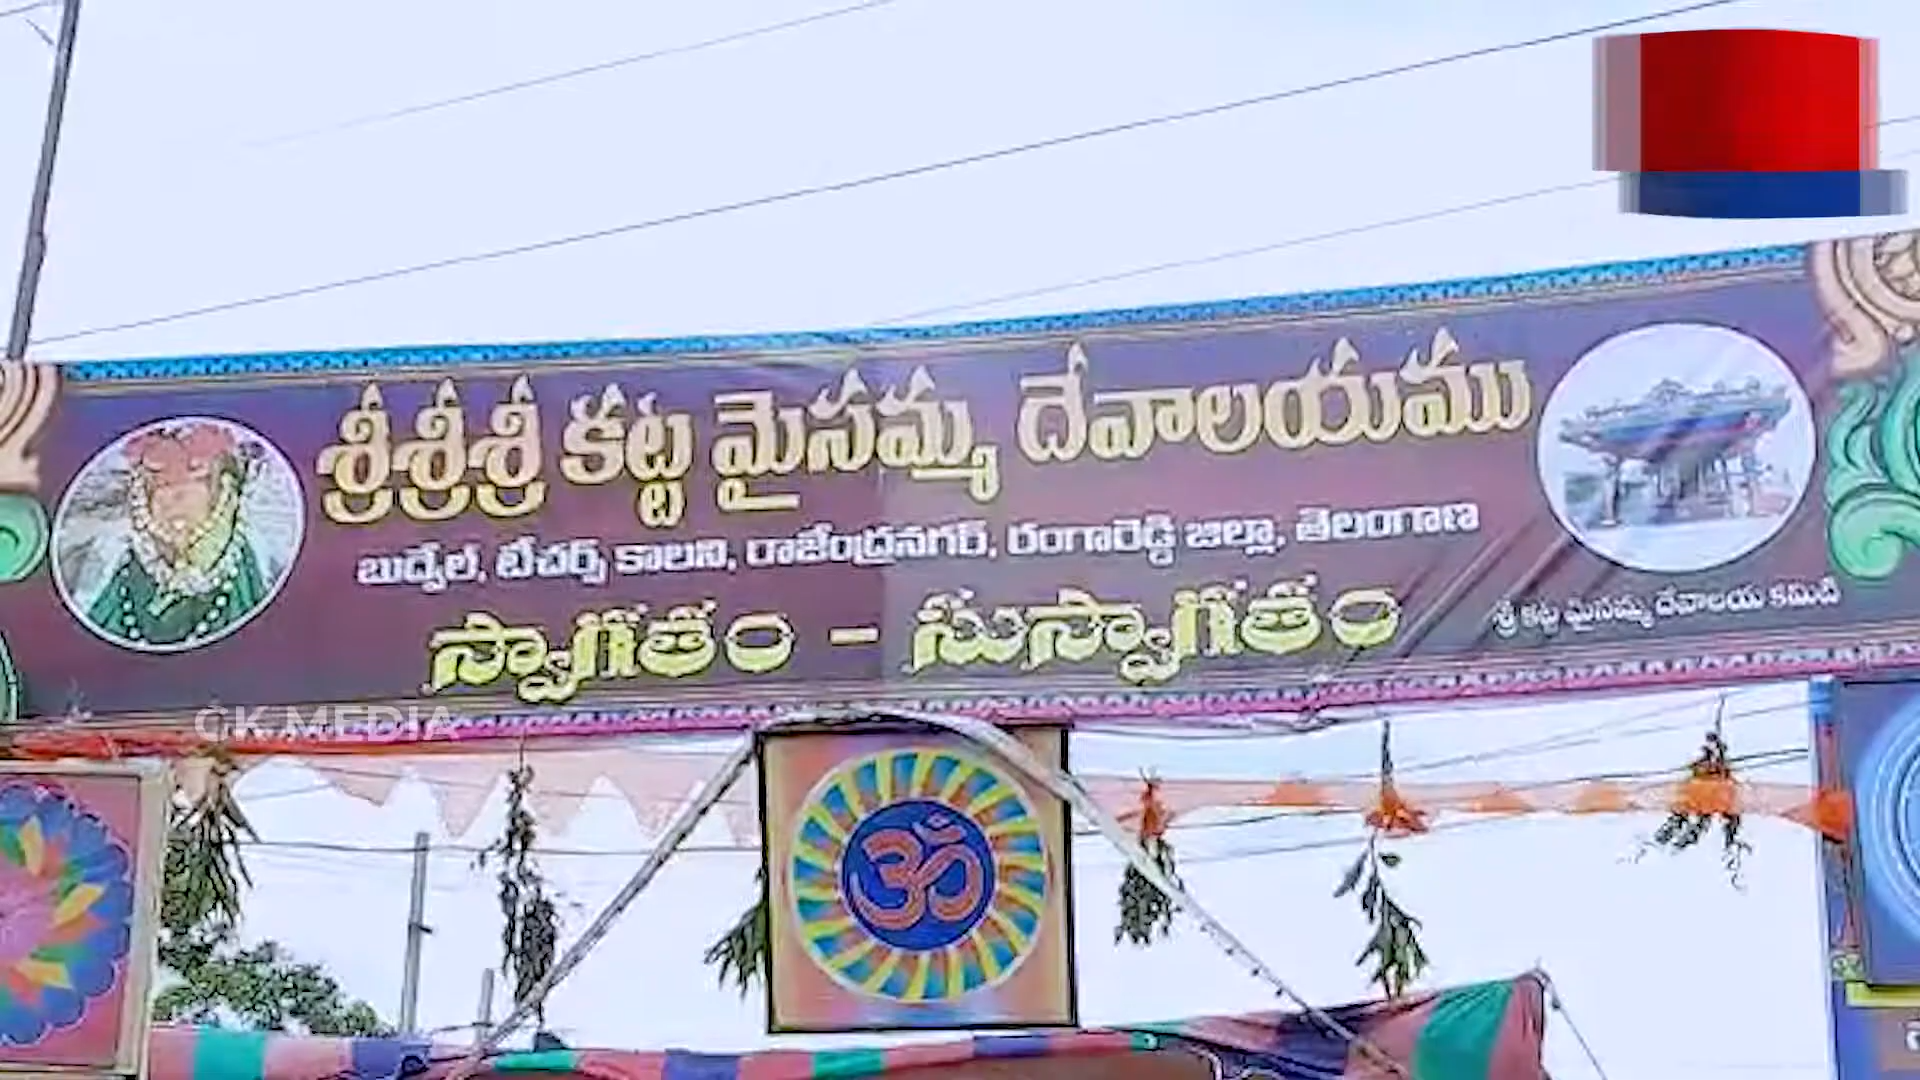 శ్రీశ్రీశ్రీ కట్ట మైసమ్మ దేవాలయము
బుద్వేల్, టీచర్స్ కాలని, రాజేంద్రనగర్, రంగారెడ్డి జిల్లా, తెలంగాణ
స్వాగతం - సుస్వాగతం
శ్రీ కట్ట మైసమ్మ దేవాలయ కమిటి
CK MEDIA
ॐ